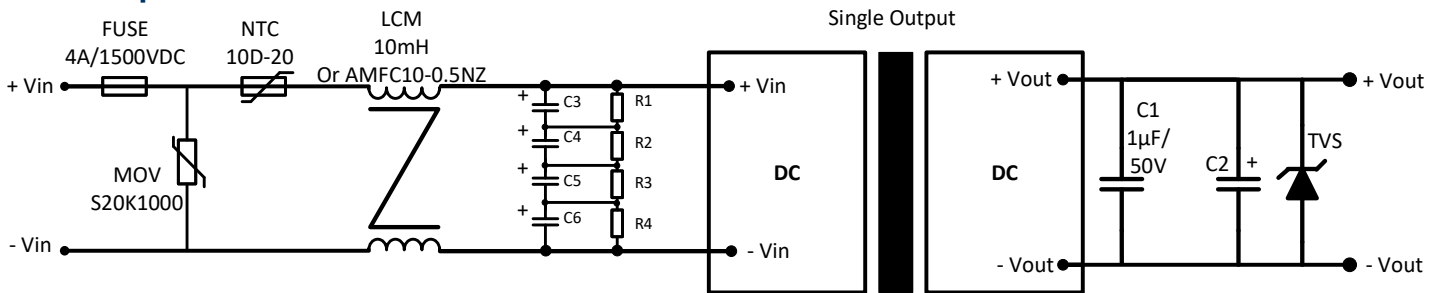 Single Output
FUSE
4A/1500VDC
NTC
10D-20
LCM
10mH
Or AMFC10-0.5NZ
+ Vin
- Vin
MOV
S20K1000
+ C3
+ C4
+ C5
+ C6
R1
R2
R3
R4
+ Vin
- Vin
DC
DC
+ Vout
- Vout
C1
1µF/
50V
C2 +
TVS
+ Vout
- Vout